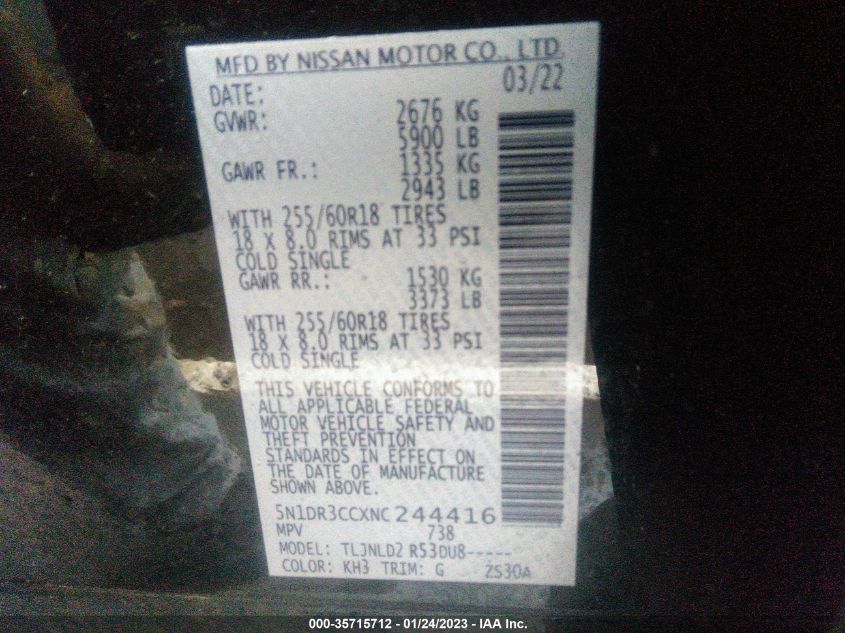 MFD BY NISSAN MOTOR CO., LTD.
DATE: 03/22
GVWR: 2676 KG
5900 LB
GAWR FR.: 1335 KG
2943 LB
WITH 255/60R18 TIRES
18 X 8.0 RIMS AT 33 PSI
COLD SINGLE
GAWR RR.: 1530 KG
3373 LB
WITH 255/60R18 TIRES
18 X 8.0 RIMS AT 33 PSI
COLD SINGLE
THIS VEHICLE CONFORMS TO
ALL APPLICABLE FEDERAL
MOTOR VEHICLE SAFETY AND
THEFT PREVENTION
STANDARDS IN EFFECT ON
THE DATE OF MANUFACTURE
SHOWN ABOVE.
5N1DR3CCXNC244416
MPV 738
MODEL: TLJNLD2 R53DU8-----
COLOR: KH3 TRIM: G 2S30A
000-35715712 - 01/24/2023 - IAA Inc.